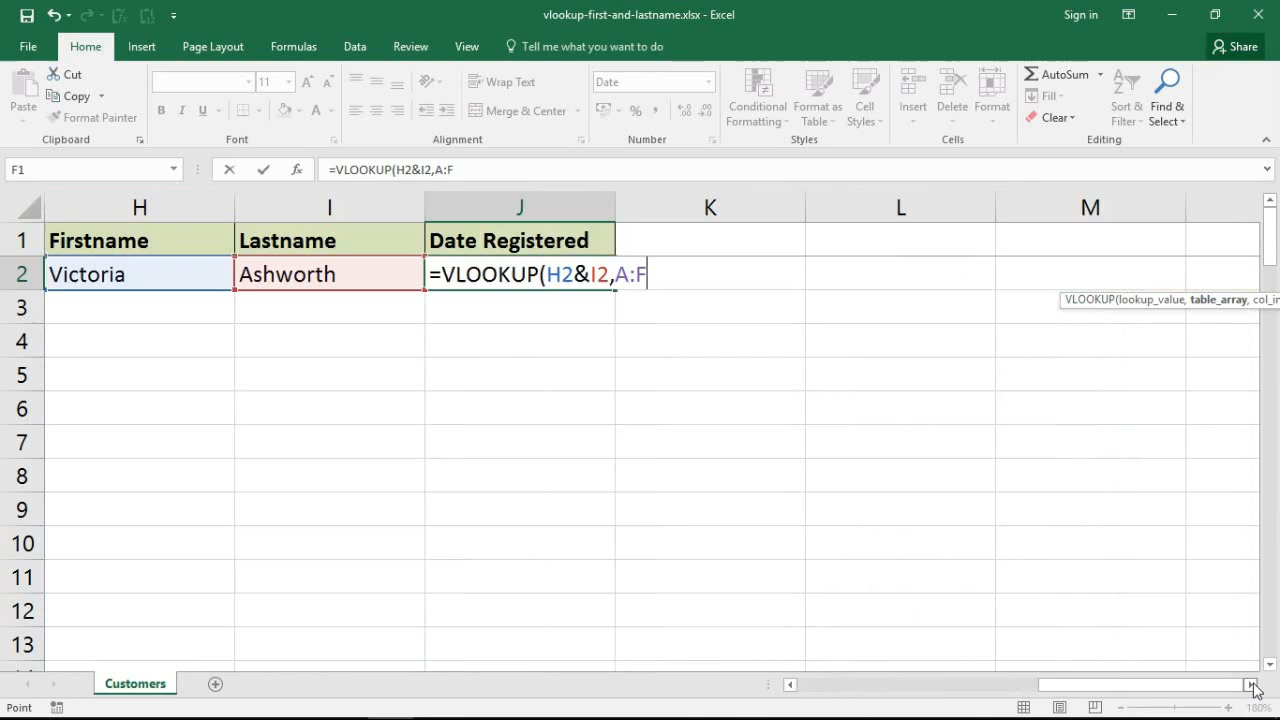 vlookup-first-and-lastname.xlsx - Excel
Sign in
File Home Insert Page Layout Formulas Data Review View Tell me what you want to do Share
Paste
Cut
Copy
Format Painter
Clipboard
11
A A
B I U A
Font
Wrap Text
Merge & Center
Alignment
Date
%
Number
Conditional Formatting
Format as Table
Cell Styles
Styles
Insert Delete Format
Cells
AutoSum
Fill
Clear
Sort & Filter
Find & Select
Editing
F1 fx =VLOOKUP(H2&I2,A:F
H I J K L M
1 Firstname Lastname Date Registered
2 Victoria Ashworth =VLOOKUP(H2&I2,A:F
3
VLOOKUP(lookup_value, table_array, col_in
4
5
6
7
8
9
10
11
12
13
Customers
Point 180%